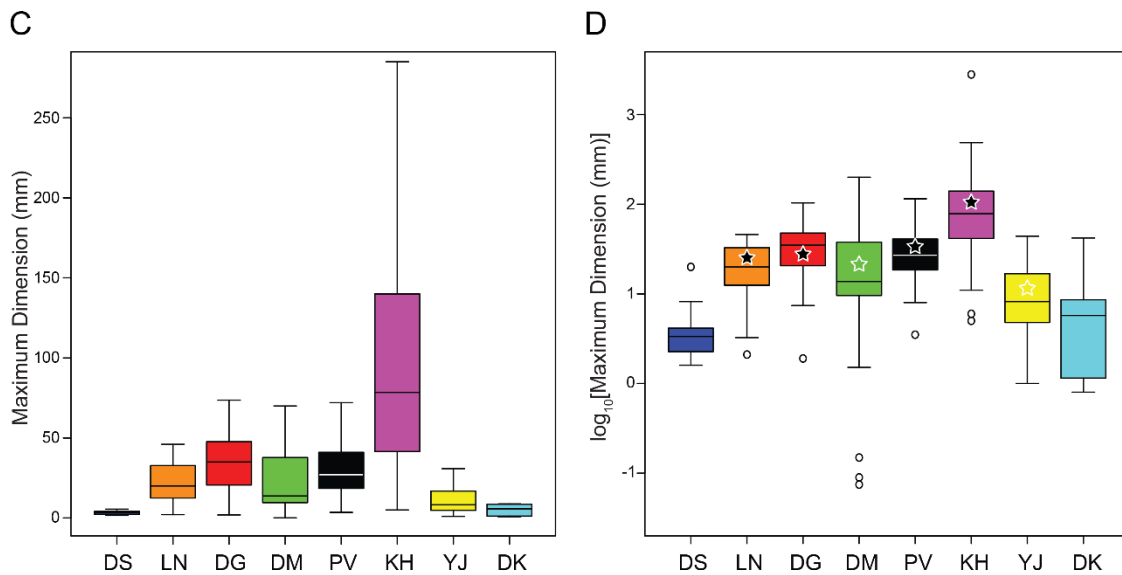 C
D
Maximum Dimension (mm)
250
200
150
100
50
0
DS LN DG DM PV KH YJ DK
log10[Maximum Dimension (mm)]
3
2
1
0
-1
DS LN DG DM PV KH YJ DK